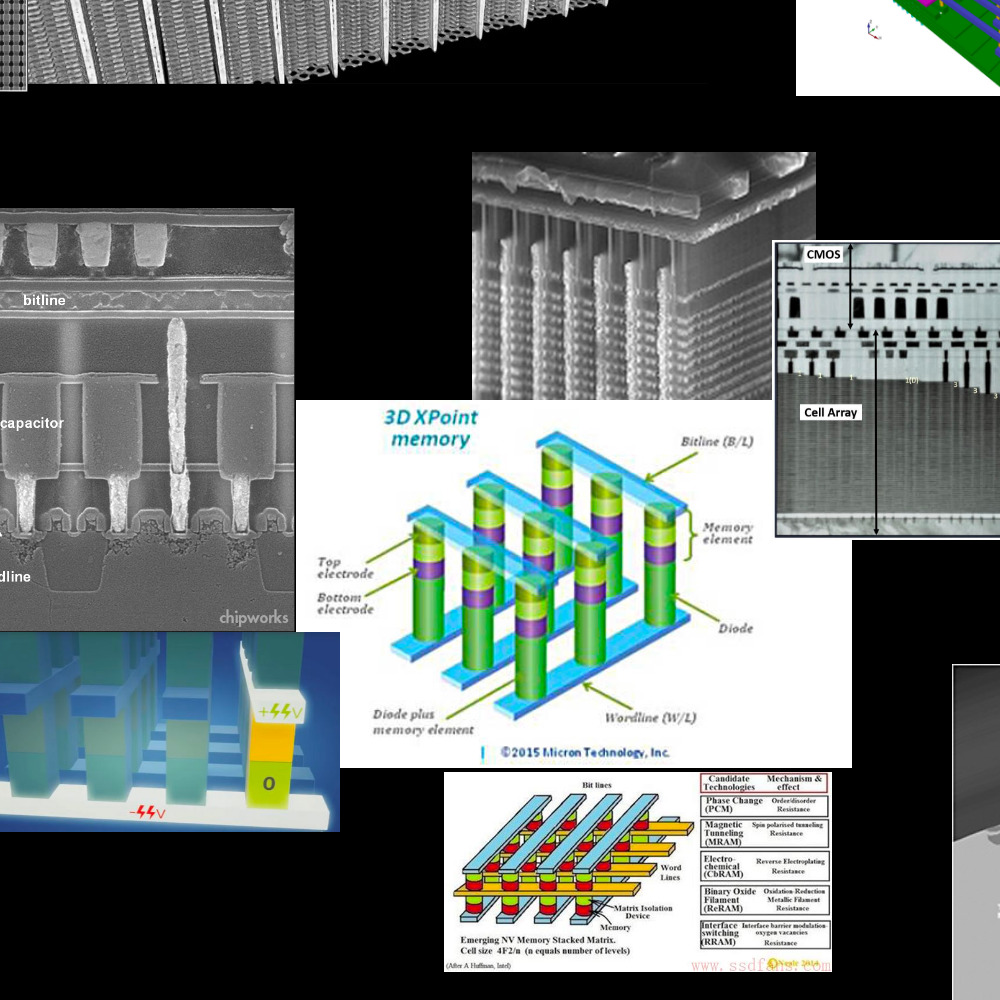 bitline
capacitor
dline
chipworks
CMOS
1(0)
3
3
3
Cell Array
3D XPoint
memory
Bitline (B/L)
Memory
element
Top
electrode
Bottom
electrode
Diode
Diode plus
memory element
Wordline (W/L)
©2015 Micron Technology, Inc.
+ V
0
- V
Bit lines
Word
Lines
Matrix Isolation
Device
Memory
Emerging NV Memory Stacked Matrix.
Cell size 4F2/n (n equals number of levels)
(After A Huffman, Intel)
Candidate Technologies
Mechanism & effect
Phase Change (PCM)
Order/disorder Resistance
Magnetic Tunneling (MRAM)
Spin polarised tunneling Resistance
Electro-chemical (CbRAM)
Reverse Electroplating Resistance
Binary Oxide Filament (ReRAM)
Oxidation-Reduction Metallic Filament Resistance
Interface switching (RRAM)
Interface barrier modulation-oxygen vacancies Resistance
www.ssdfans.com